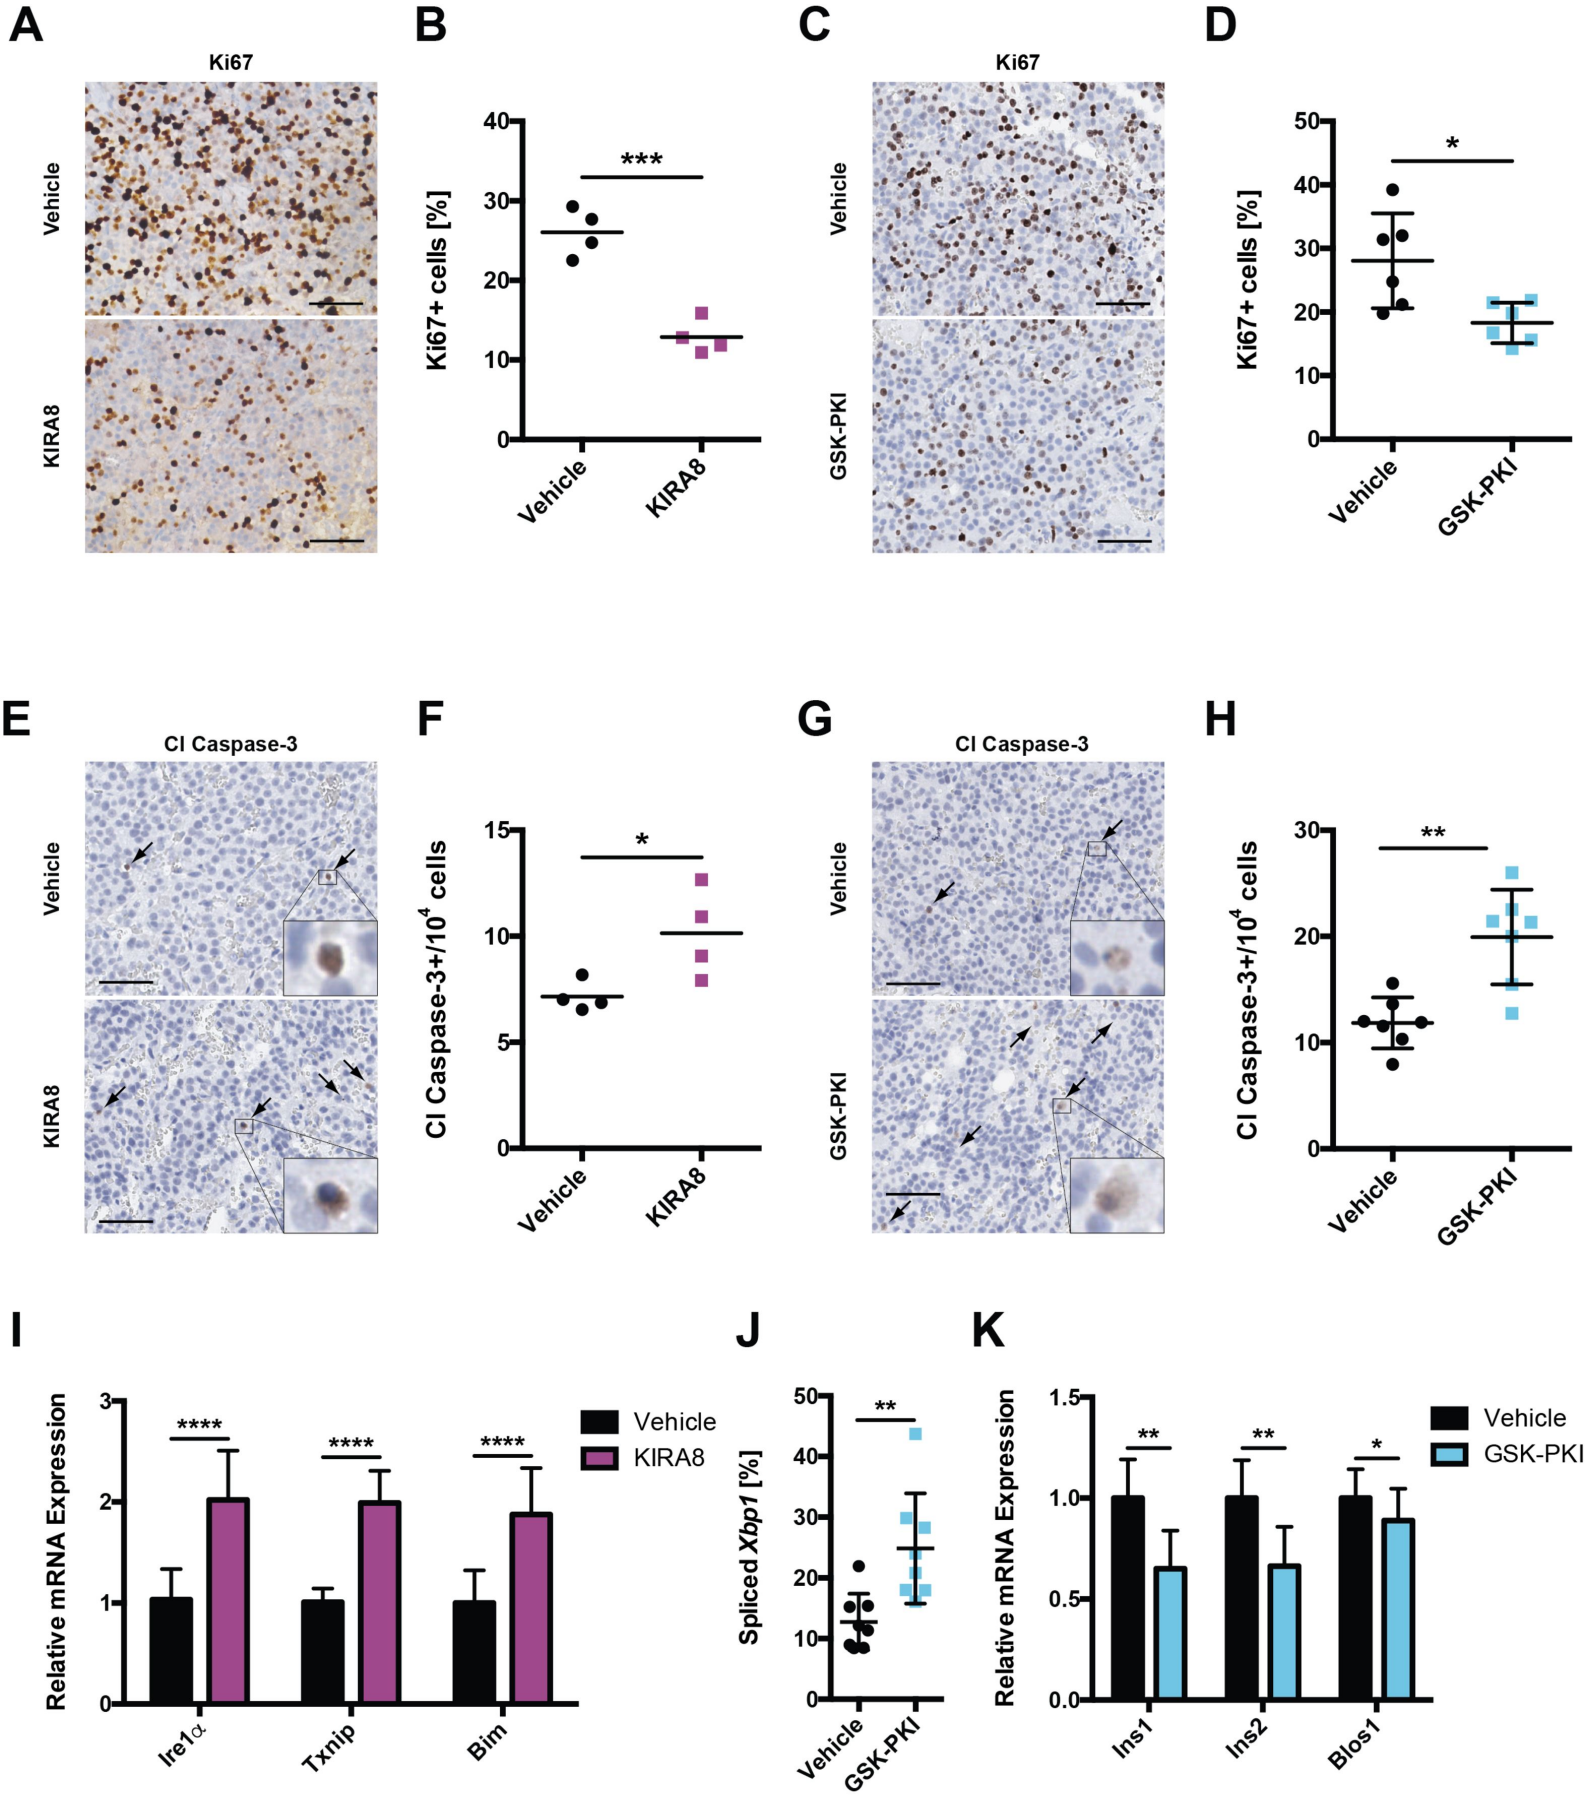 A
B
C
D
Ki67
Vehicle
KIRA8
Ki67+ cells [%]
40
30
20
10
0
***
Vehicle
KIRA8
Ki67
Vehicle
GSK-PKI
Ki67+ cells [%]
50
40
30
20
10
0
*
Vehicle
GSK-PKI
E
F
G
H
Cl Caspase-3
Vehicle
KIRA8
Cl Caspase-3+/10⁴ cells
15
10
5
0
*
Vehicle
KIRA8
Cl Caspase-3
Vehicle
GSK-PKI
Cl Caspase-3+/10⁴ cells
30
20
10
0
**
Vehicle
GSK-PKI
I
J
K
Relative mRNA Expression
3
2
1
0
****
****
****
Ire1α
Txnip
Bim
Vehicle
KIRA8
Spliced Xbp1 [%]
50
40
30
20
10
0
**
Vehicle
GSK-PKI
Relative mRNA Expression
1.5
1.0
0.5
0.0
**
**
*
Ins1
Ins2
Blos1
Vehicle
GSK-PKI